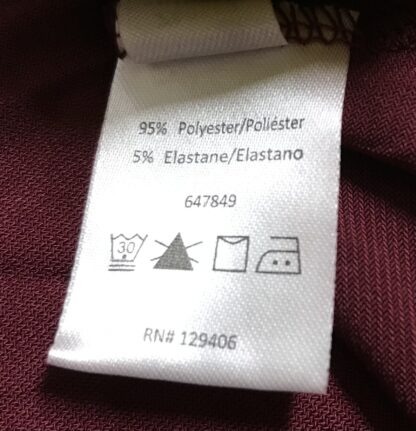 95% Polyester/Poliéster
5% Elastane/Elastano
647849
30
RN# 129406